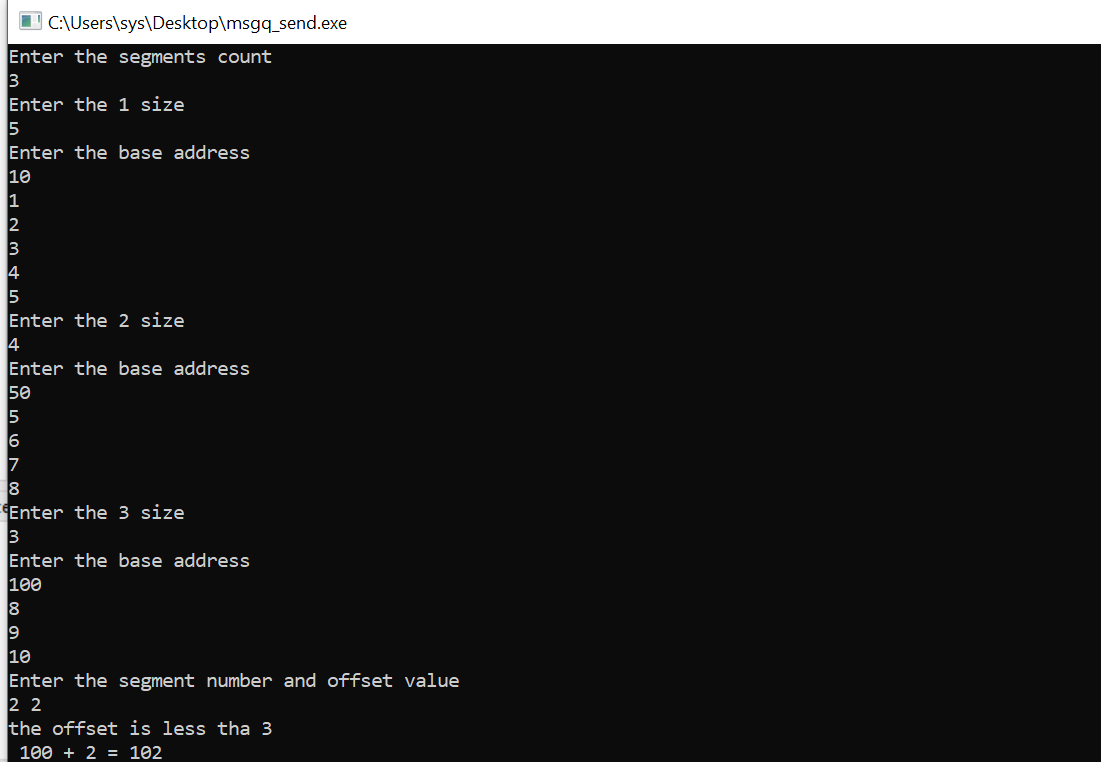 C:\Users\sys\Desktop\msgq_send.exe
Enter the segments count
3
Enter the 1 size
5
Enter the base address
10
1
2
3
4
5
Enter the 2 size
4
Enter the base address
50
5
6
7
8
Enter the 3 size
3
Enter the base address
100
8
9
10
Enter the segment number and offset value
2 2
the offset is less tha 3
 100 + 2 = 102